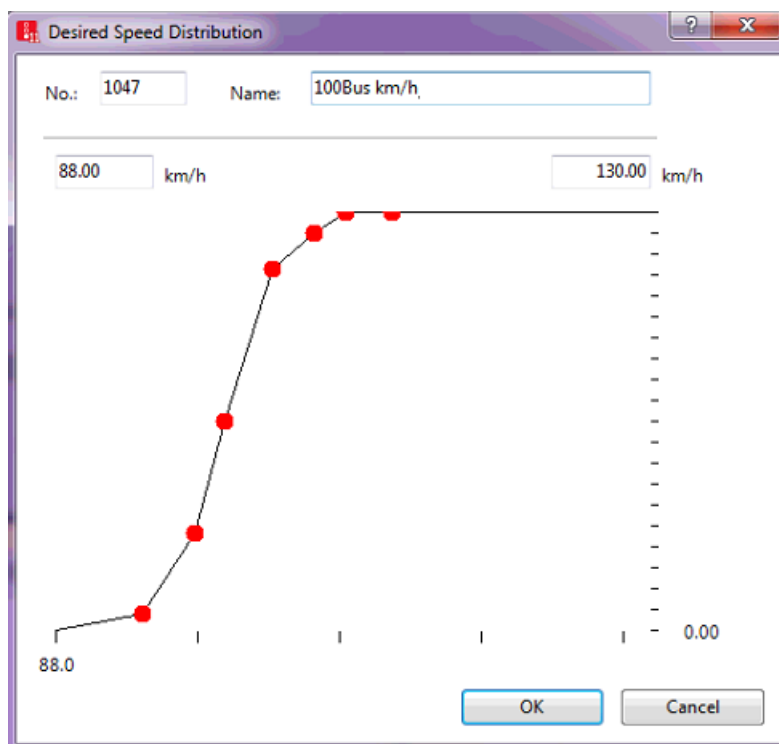 Desired Speed Distribution
No.: 1047 Name: 100Bus km/h,
88.00 km/h 130.00 km/h
0.00
88.0
OK Cancel